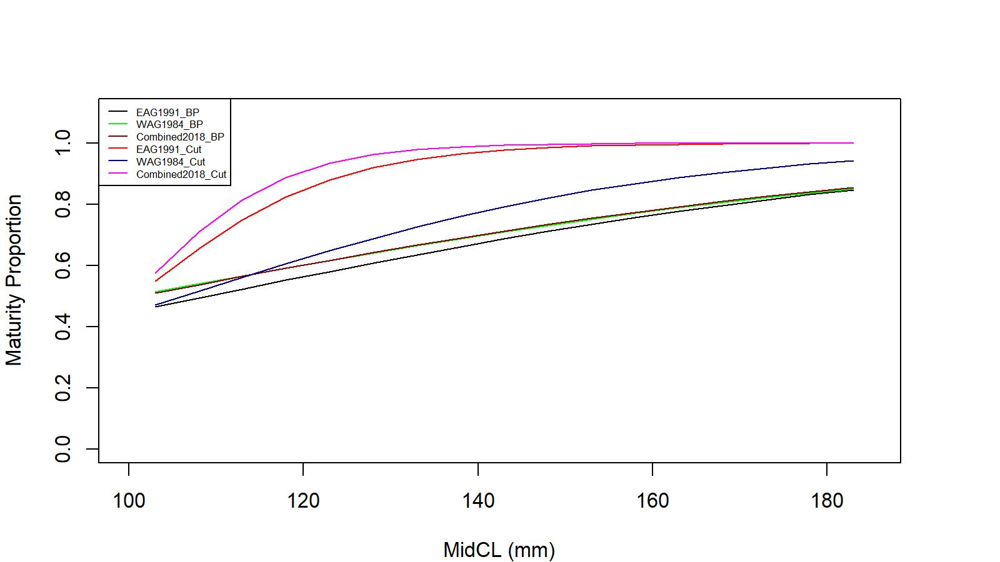 EAG1991_BP
WAG1984_BP
Combined2018_BP
EAG1991_Cut
WAG1984_Cut
Combined2018_Cut
Maturity Proportion
1.0
0.8
0.6
0.4
0.2
0.0
100 120 140 160 180
MidCL (mm)